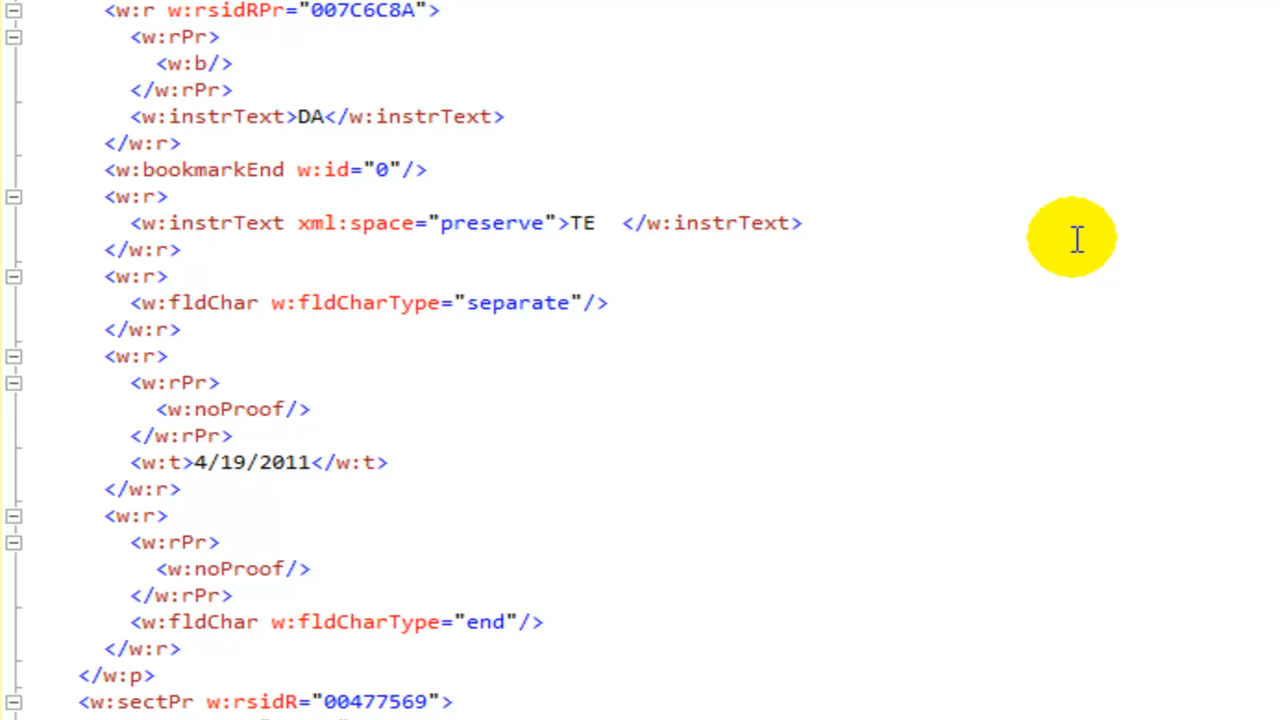 <w:r w:rsidRPr="007C6C8A">
<w:rPr>
<w:b/>
</w:rPr>
<w:instrText>DA</w:instrText>
</w:r>
<w:bookmarkEnd w:id="0"/>
<w:r>
<w:instrText xml:space="preserve">TE  </w:instrText>
</w:r>
<w:r>
<w:fldChar w:fldCharType="separate"/>
</w:r>
<w:r>
<w:rPr>
<w:noProof/>
</w:rPr>
<w:t>4/19/2011</w:t>
</w:r>
<w:r>
<w:rPr>
<w:noProof/>
</w:rPr>
<w:fldChar w:fldCharType="end"/>
</w:r>
</w:p>
<w:sectPr w:rsidR="00477569">